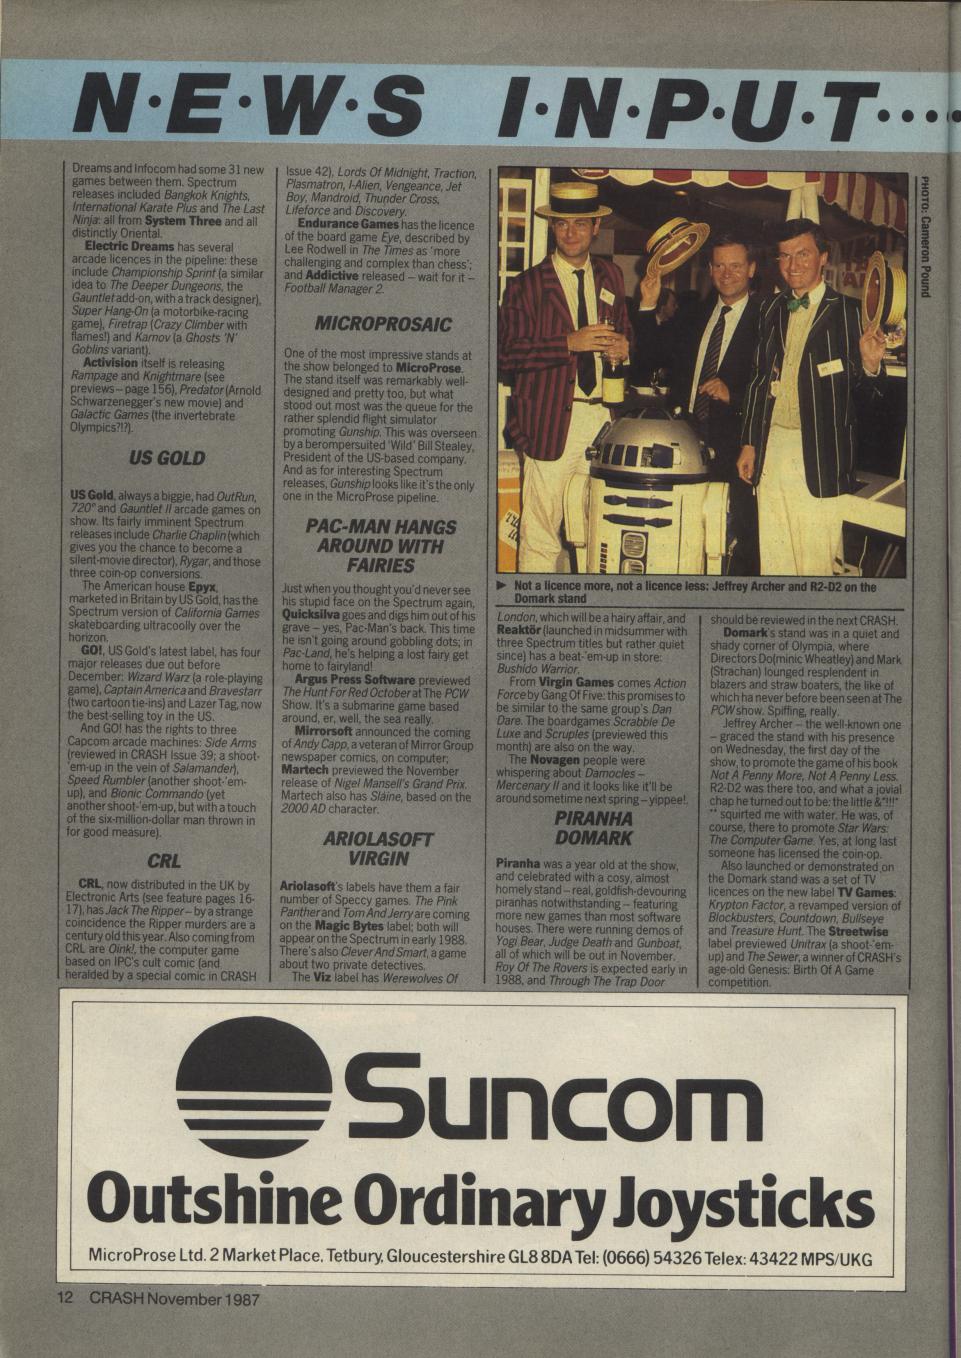 N·E·W·S I·N·P·U·T····
Dreams and Infocom had some 31 new
games between them. Spectrum
releases included Bangkok Knights,
International Karate Plus and The Last
Ninja: all from System Three and all
distinctly Oriental.
Electric Dreams has several
arcade licences in the pipeline: these
include Championship Sprint (a similar
idea to The Deeper Dungeons, the
Gauntlet add-on, with a track designer),
Super Hang-On (a motorbike-racing
game), Firetrap (Crazy Climber with
flames!) and Karnov (a Ghosts 'N'
Goblins variant).
Activision itself is releasing
Rampage and Knightmare (see
previews – page 156), Predator (Arnold
Schwarzenegger's new movie) and
Galactic Games (the invertebrate
Olympics?!?).
US GOLD
US Gold, always a biggie, had OutRun,
720° and Gauntlet II arcade games on
show. Its fairly imminent Spectrum
releases include Charlie Chaplin (which
gives you the chance to become a
silent-movie director), Rygar, and those
three coin-op conversions.
The American house Epyx,
marketed in Britain by US Gold, has the
Spectrum version of California Games
skateboarding ultracoolly over the
horizon.
GO!, US Gold's latest label, has four
major releases due out before
December: Wizard Warz (a role-playing
game), Captain America and Bravestarr
(two cartoon tie-ins) and Lazer Tag, now
the best-selling toy in the US.
And GO! has the rights to three
Capcom arcade machines: Side Arms
(reviewed in CRASH Issue 39; a shoot-
'em-up in the vein of Salamander),
Speed Rumbler (another shoot-'em-
up), and Bionic Commando (yet
another shoot-'em-up, but with a touch
of the six-million-dollar man thrown in
for good measure).
CRL
CRL, now distributed in the UK by
Electronic Arts (see feature pages 16-
17), has Jack The Ripper – by a strange
coincidence the Ripper murders are a
century old this year. Also coming from
CRL are Oink!, the computer game
based on IPC's cult comic (and
heralded by a special comic in CRASH
Issue 42), Lords Of Midnight, Traction,
Plasmatron, I-Alien, Vengeance, Jet
Boy, Mandroid, Thunder Cross,
Lifeforce and Discovery.
Endurance Games has the licence
of the board game Eye, described by
Lee Rodwell in The Times as 'more
challenging and complex than chess';
and Addictive released – wait for it –
Football Manager 2.
MICROPROSAIC
One of the most impressive stands at
the show belonged to MicroProse.
The stand itself was remarkably well-
designed and pretty too, but what
stood out most was the queue for the
rather splendid flight simulator
promoting Gunship. This was overseen
by a berompersuited 'Wild' Bill Stealey,
President of the US-based company.
And as for interesting Spectrum
releases, Gunship looks like it's the only
one in the MicroProse pipeline.
PAC-MAN HANGS
AROUND WITH
FAIRIES
Just when you thought you'd never see
his stupid face on the Spectrum again,
Quicksilva goes and digs him out of his
grave – yes, Pac-Man's back. This time
he isn't going around gobbling dots; in
Pac-Land, he's helping a lost fairy get
home to fairyland!
Argus Press Software previewed
The Hunt For Red October at The PCW
Show. It's a submarine game based
around, er, well, the sea really.
Mirrorsoft announced the coming
of Andy Capp, a veteran of Mirror Group
newspaper comics, on computer;
Martech previewed the November
release of Nigel Mansell's Grand Prix.
Martech also has Sláine, based on the
2000 AD character.
ARIOLASOFT
VIRGIN
Ariolasoft's labels have them a fair
number of Speccy games. The Pink
Panther and Tom And Jerry are coming
on the Magic Bytes label; both will
appear on the Spectrum in early 1988.
There's also Clever And Smart, a game
about two private detectives.
The Viz label has Werewolves Of
PHOTO: Cameron Pound
► Not a licence more, not a licence less: Jeffrey Archer and R2-D2 on the
Domark stand
London, which will be a hairy affair, and
Reaktör (launched in midsummer with
three Spectrum titles but rather quiet
since) has a beat-'em-up in store:
Bushido Warrior.
From Virgin Games comes Action
Force by Gang Of Five: this promises to
be similar to the same group's Dan
Dare. The boardgames Scrabble De
Luxe and Scruples (previewed this
month) are also on the way.
The Novagen people were
whispering about Damocles –
Mercenary II and it looks like it'll be
around sometime next spring – yippee!.
PIRANHA
DOMARK
Piranha was a year old at the show,
and celebrated with a cosy, almost
homely stand – real, goldfish-devouring
piranhas notwithstanding – featuring
more new games than most software
houses. There were running demos of
Yogi Bear, Judge Death and Gunboat,
all of which will be out in November.
Roy Of The Rovers is expected early in
1988, and Through The Trap Door
should be reviewed in the next CRASH.
Domark's stand was in a quiet and
shady corner of Olympia, where
Directors Do(minic Wheatley) and Mark
(Strachan) lounged resplendent in
blazers and straw boaters, the like of
which ha never before been seen at The
PCW show. Spiffing, really.
Jeffrey Archer – the well-known one
– graced the stand with his presence
on Wednesday, the first day of the
show, to promote the game of his book
Not A Penny More, Not A Penny Less.
R2-D2 was there too, and what a jovial
chap he turned out to be: the little &*!!!*
** squirted me with water. He was, of
course, there to promote Star Wars:
The Computer Game. Yes, at long last
someone has licensed the coin-op.
Also launched or demonstrated on
the Domark stand was a set of TV
licences on the new label TV Games:
Krypton Factor, a revamped version of
Blockbusters, Countdown, Bullseye
and Treasure Hunt. The Streetwise
label previewed Unitrax (a shoot-'em-
up) and The Sewer, a winner of CRASH's
age-old Genesis: Birth Of A Game
competition.
Suncom
Outshine Ordinary Joysticks
MicroProse Ltd. 2 Market Place, Tetbury, Gloucestershire GL8 8DA Tel: (0666) 54326 Telex: 43422 MPS/UKG
12 CRASH November 1987